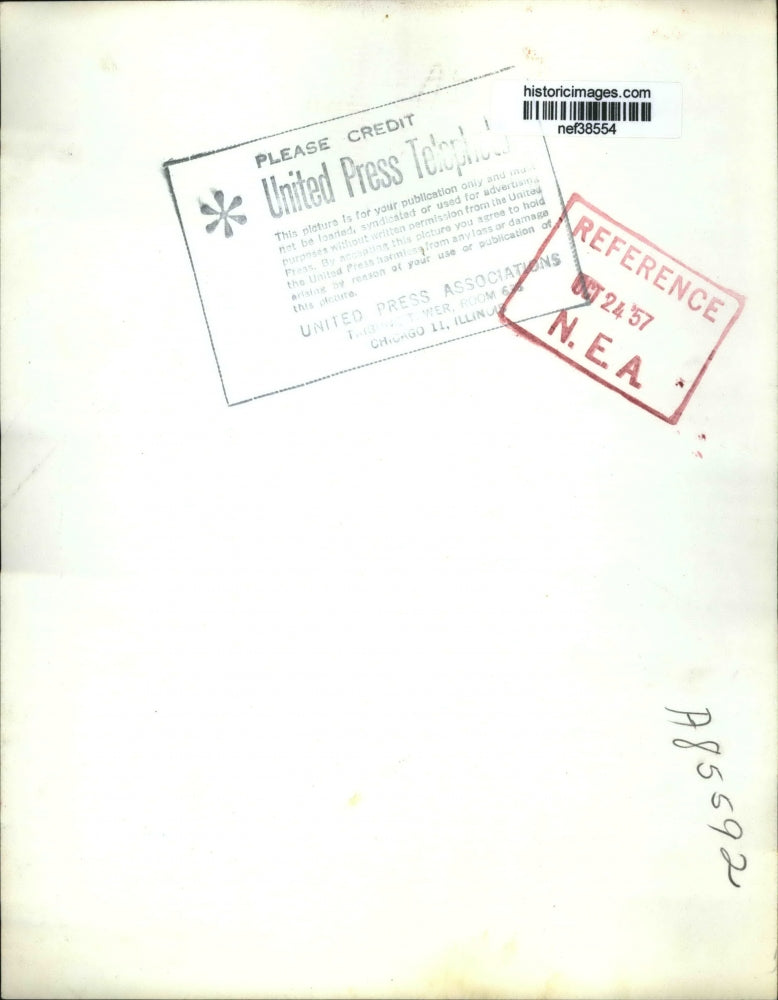 historicimages.com
nef38554
PLEASE CREDIT
United Press
This picture is for your publication only and must
not be loaned, syndicated or used for advertising
purposes without written permission from the United
Press. By accepting this picture you agree to hold
the United Press harmless from any loss or damage
arising by reason of your use or publication of
this picture.
UNITED PRESS ASSOCIATIONS
ROOM
CHICAGO 11, ILLINOIS
REFERENCE
OCT 24 '57
N.E.A.
A85592